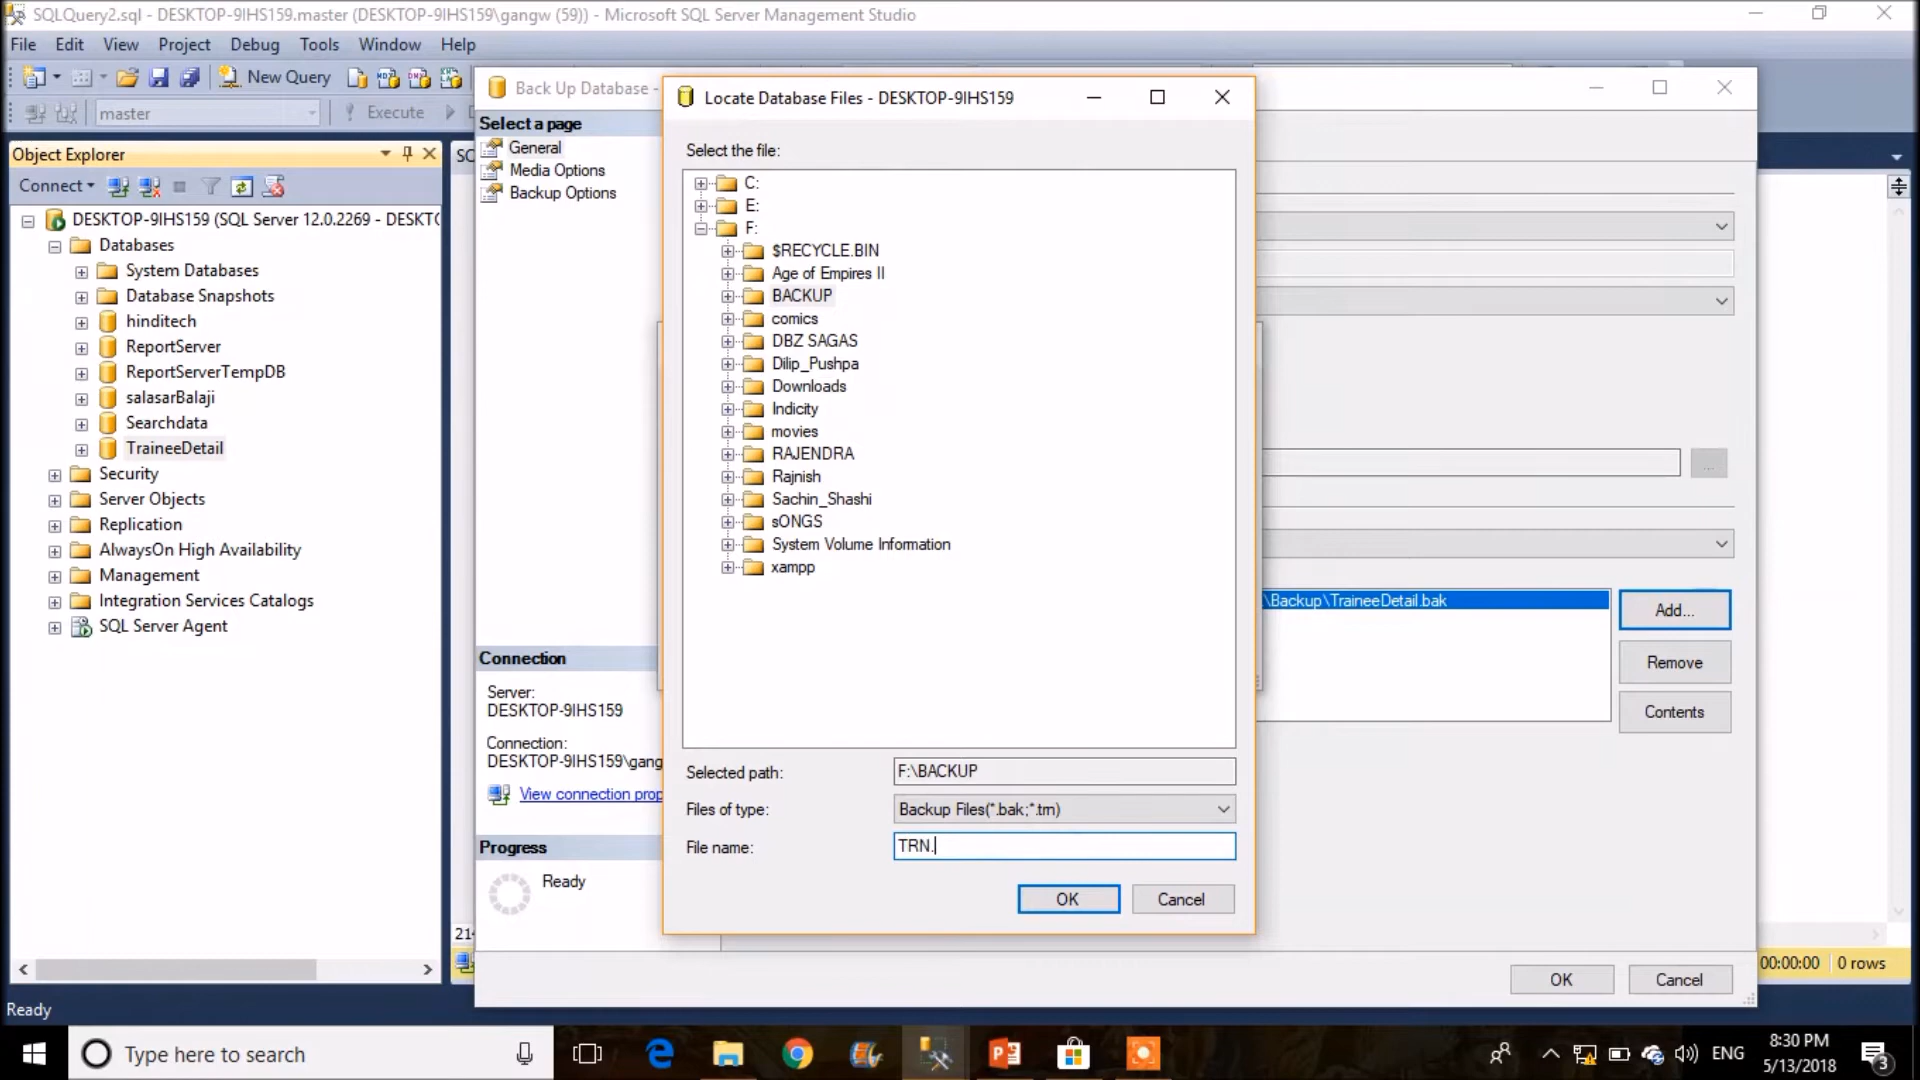 SQLQuery2.sql - DESKTOP-9IHS159.master (DESKTOP-9IHS159\gangw (59)) - Microsoft SQL Server Management Studio
File Edit View Project Debug Tools Window Help
New Query
master
Execute
Object Explorer
Connect
DESKTOP-9IHS159 (SQL Server 12.0.2269 - DESKTO
Databases
System Databases
Database Snapshots
hinditech
ReportServer
ReportServerTempDB
salasarBalaji
Searchdata
TraineeDetail
Security
Server Objects
Replication
AlwaysOn High Availability
Management
Integration Services Catalogs
SQL Server Agent
Back Up Database -
Select a page
General
Media Options
Backup Options
Connection
Server:
DESKTOP-9IHS159
Connection:
DESKTOP-9IHS159\gang
View connection prop
Progress
Ready
Locate Database Files - DESKTOP-9IHS159
Select the file:
C:
E:
F:
$RECYCLE.BIN
Age of Empires II
BACKUP
comics
DBZ SAGAS
Dilip_Pushpa
Downloads
Indicity
movies
RAJENDRA
Rajnish
Sachin_Shashi
sONGS
System Volume Information
xampp
Selected path: F:\BACKUP
Files of type: Backup Files(*.bak;*.trn)
File name: TRN.
OK Cancel
...
\Backup\TraineeDetail.bak
Add...
Remove
Contents
OK Cancel
00:00:00 0 rows
Ready
Type here to search
ENG
8:30 PM
5/13/2018
3